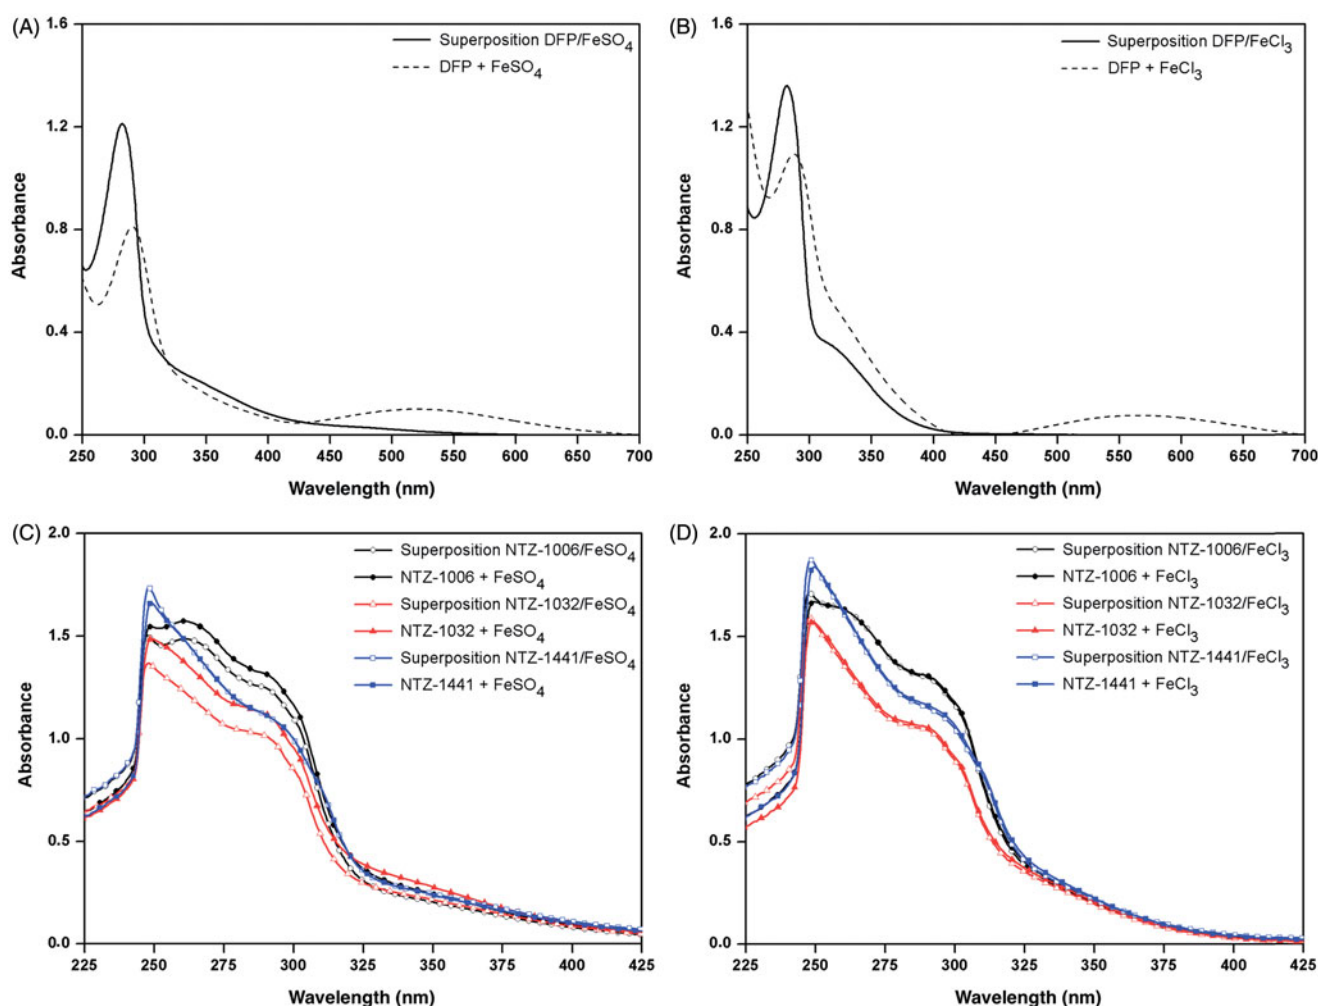 (A)
1.6
1.2
0.8
0.4
0.0
Absorbance
Superposition DFP/FeSO4
DFP + FeSO4
250 300 350 400 450 500 550 600 650 700
Wavelength (nm)
(B)
1.6
1.2
0.8
0.4
0.0
Absorbance
Superposition DFP/FeCl3
DFP + FeCl3
250 300 350 400 450 500 550 600 650 700
Wavelength (nm)
(C)
2.0
1.5
1.0
0.5
0.0
Absorbance
Superposition NTZ-1006/FeSO4
NTZ-1006 + FeSO4
Superposition NTZ-1032/FeSO4
NTZ-1032 + FeSO4
Superposition NTZ-1441/FeSO4
NTZ-1441 + FeSO4
225 250 275 300 325 350 375 400 425
Wavelength (nm)
(D)
2.0
1.5
1.0
0.5
0.0
Absorbance
Superposition NTZ-1006/FeCl3
NTZ-1006 + FeCl3
Superposition NTZ-1032/FeCl3
NTZ-1032 + FeCl3
Superposition NTZ-1441/FeCl3
NTZ-1441 + FeCl3
225 250 275 300 325 350 375 400 425
Wavelength (nm)